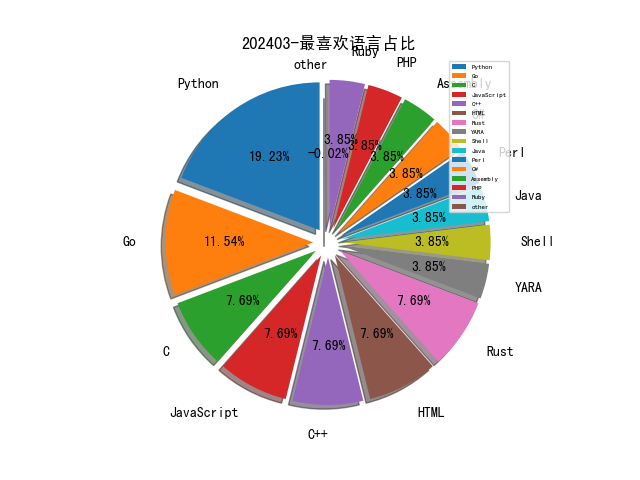 202403-最喜欢语言占比
Python
Go
C
JavaScript
C++
HTML
Rust
YARA
Shell
Java
Perl
Assembly
PHP
Ruby
other
19.23%
11.54%
7.69%
7.69%
7.69%
7.69%
7.69%
3.85%
3.85%
3.85%
3.85%
3.85%
3.85%
3.85%
3.85%
-0.02%
Python
Go
C
JavaScript
C++
HTML
Rust
YARA
Shell
Java
Perl
C#
Assembly
PHP
Ruby
other